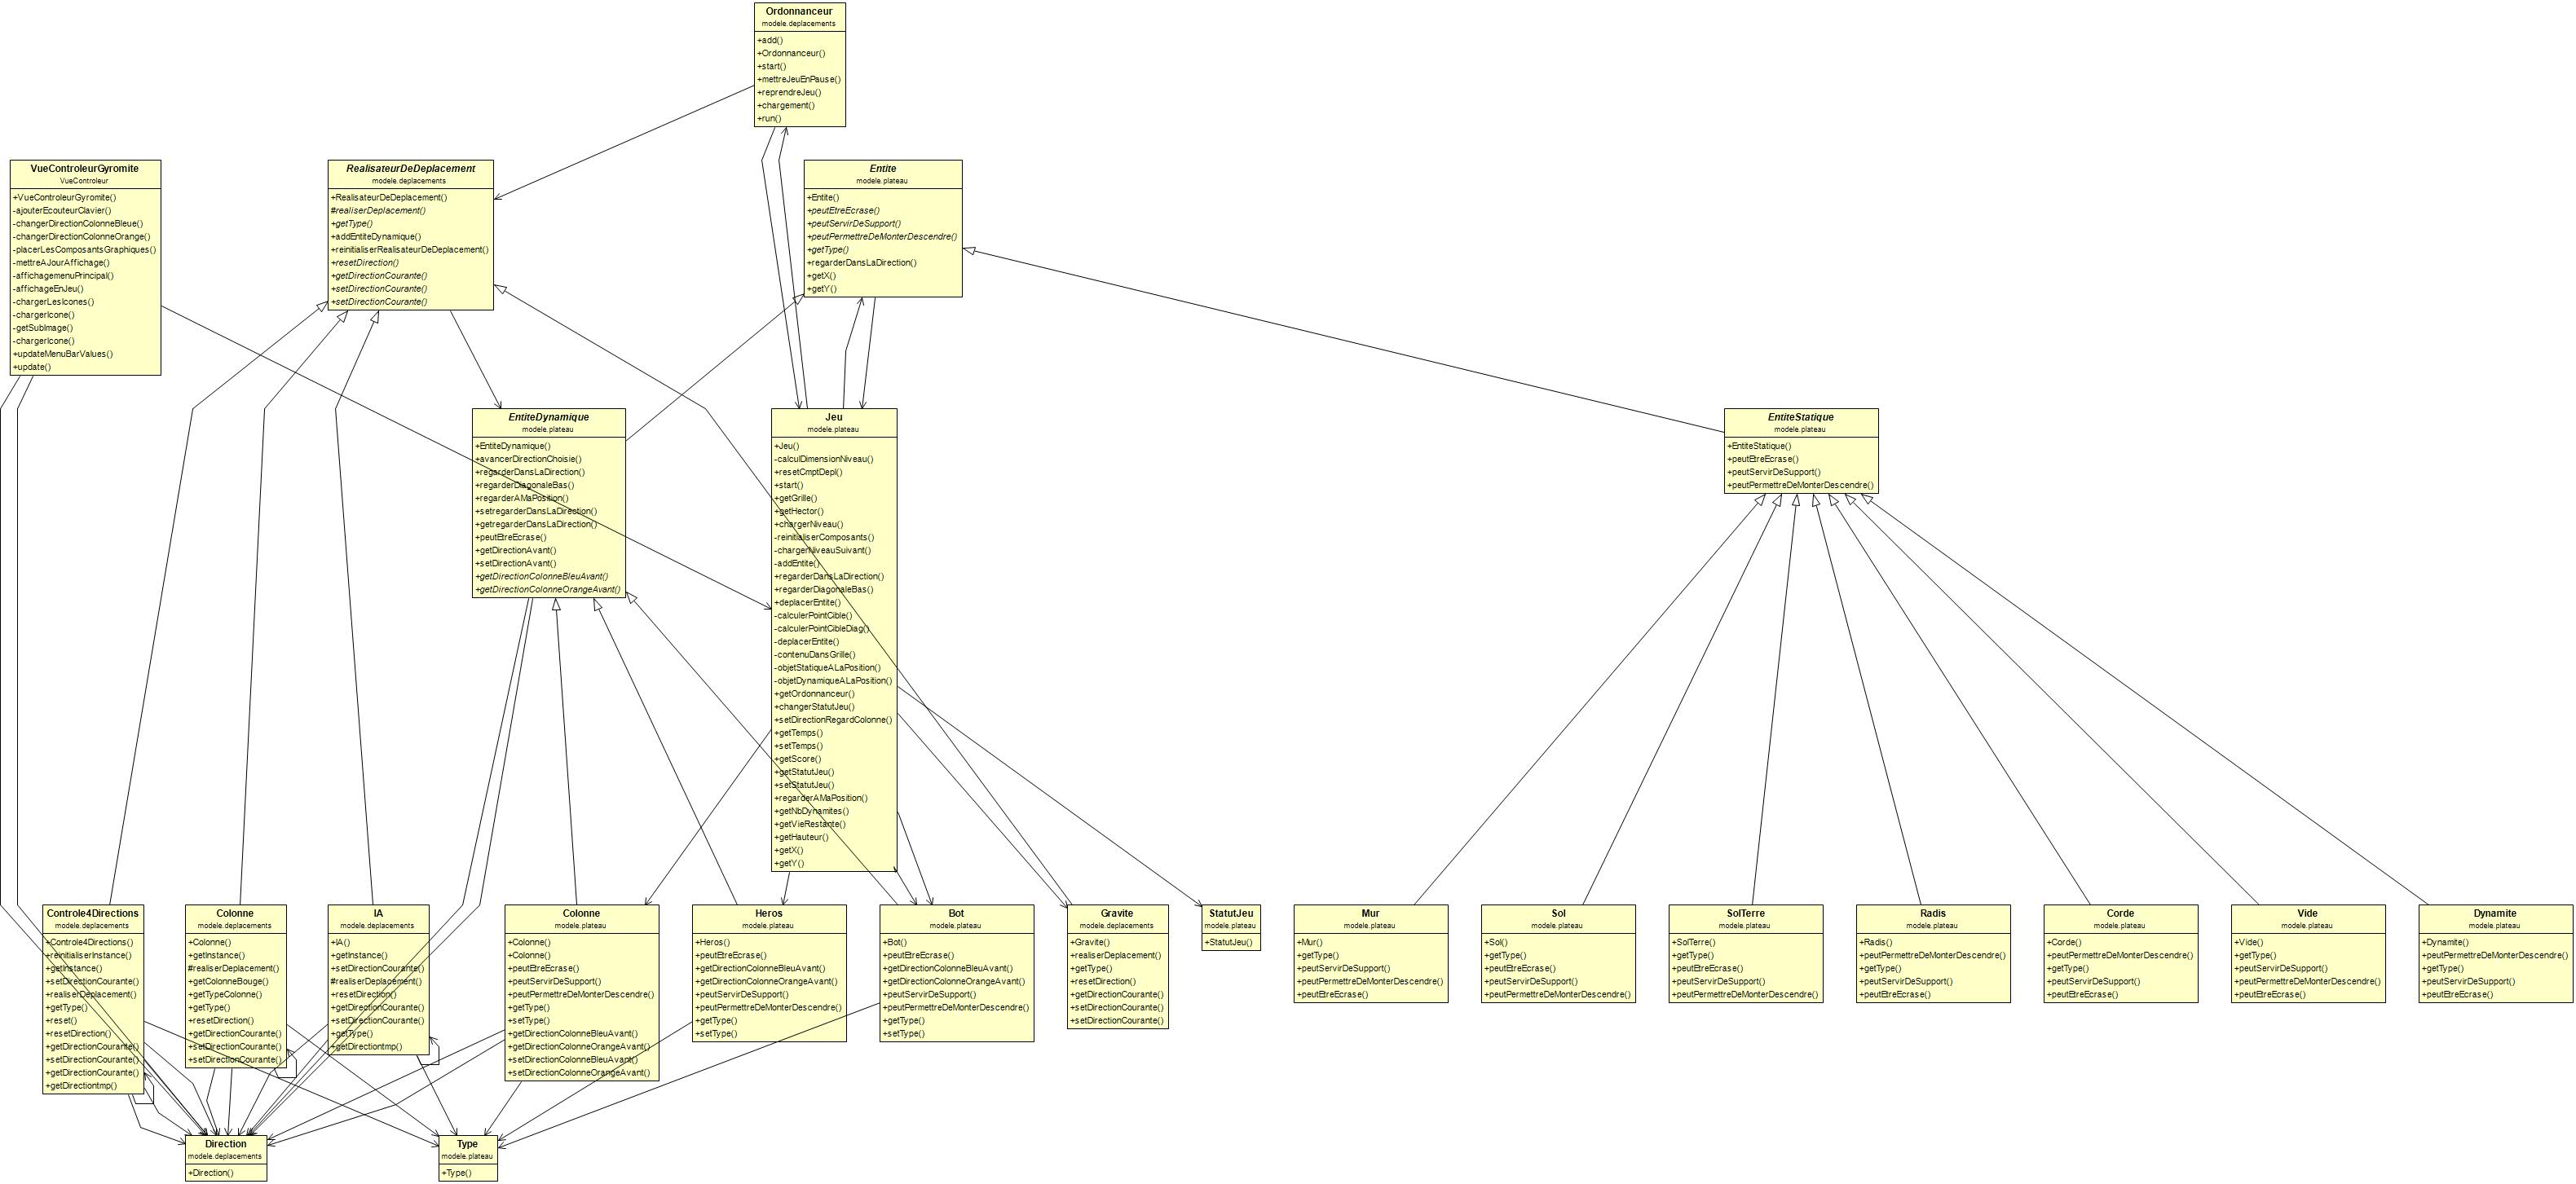 Ordonnanceur
modele.deplacements
+add()
+Ordonnanceur()
+start()
+mettreJeuEnPause()
+reprendreJeu()
+chargement()
+run()
VueControleurGyromite
VueControleur
+VueControleurGyromite()
-ajouterEcouteurClavier()
-changerDirectionColonneBleue()
-changerDirectionColonneOrange()
-placerLesComposantsGraphiques()
-mettreAJourAffichage()
-affichagemenuPrincipal()
-affichageEnJeu()
-chargerLesIcones()
-chargerIcone()
-getSubImage()
-chargerIcone()
+updateMenuBarValues()
+update()
RealisateurDeDeplacement
modele.deplacements
+RealisateurDeDeplacement()
#realiserDeplacement()
+getType()
+addEntiteDynamique()
+reinitialiserRealisateurDeDeplacement()
+resetDirection()
+getDirectionCourante()
+setDirectionCourante()
+setDirectionCourante()
Entite
modele.plateau
+Entite()
+peutEtreEcrase()
+peutServirDeSupport()
+peutPermettreDeMonterDescendre()
+getType()
+regarderDansLaDirection()
+getX()
+getY()
EntiteDynamique
modele.plateau
+EntiteDynamique()
+avancerDirectionChoisie()
+regarderDansLaDirection()
+regarderDiagonaleBas()
+regarderAMaPosition()
+setregarderDansLaDirection()
+getregarderDansLaDirection()
+peutEtreEcrase()
+getDirectionAvant()
+setDirectionAvant()
+getDirectionColonneBleuAvant()
+getDirectionColonneOrangeAvant()
Jeu
modele.plateau
+Jeu()
-calculDimensionNiveau()
+resetCmptDepl()
+start()
+getGrille()
+getHector()
+chargerNiveau()
-reinitialiserComposants()
-chargerNiveauSuivant()
-addEntite()
+regarderDansLaDirection()
+regarderDiagonaleBas()
+deplacerEntite()
-calculerPointCible()
-calculerPointCibleDiag()
-deplacerEntite()
-contenuDansGrille()
-objetStatiqueALaPosition()
-objetDynamiqueALaPosition()
+getOrdonnanceur()
+changerStatutJeu()
+setDirectionRegardColonne()
+getTemps()
+setTemps()
+getScore()
+getStatutJeu()
+setStatutJeu()
+regarderAMaPosition()
+getNbDynamites()
+getVieRestante()
+getHauteur()
+getX()
+getY()
EntiteStatique
modele.plateau
+EntiteStatique()
+peutEtreEcrase()
+peutServirDeSupport()
+peutPermettreDeMonterDescendre()
Controle4Directions
modele.deplacements
+Controle4Directions()
+reinitialiserInstance()
+getInstance()
+setDirectionCourante()
+realiserDeplacement()
+getType()
+reset()
+resetDirection()
+getDirectionCourante()
+setDirectionCourante()
+getDirectionCourante()
+getDirectiontmp()
Colonne
modele.deplacements
+Colonne()
+getInstance()
#realiserDeplacement()
+getColonneBouge()
+getTypeColonne()
+getType()
+resetDirection()
+getDirectionCourante()
+setDirectionCourante()
+setDirectionCourante()
IA
modele.deplacements
+IA()
+getInstance()
+setDirectionCourante()
#realiserDeplacement()
+resetDirection()
+getDirectionCourante()
+setDirectionCourante()
+getType()
+getDirectiontmp()
Colonne
modele.plateau
+Colonne()
+Colonne()
+peutEtreEcrase()
+peutServirDeSupport()
+peutPermettreDeMonterDescendre()
+getType()
+setType()
+getDirectionColonneBleuAvant()
+getDirectionColonneOrangeAvant()
+setDirectionColonneBleuAvant()
+setDirectionColonneOrangeAvant()
Heros
modele.plateau
+Heros()
+peutEtreEcrase()
+getDirectionColonneBleuAvant()
+getDirectionColonneOrangeAvant()
+peutServirDeSupport()
+peutPermettreDeMonterDescendre()
+getType()
+setType()
Bot
modele.plateau
+Bot()
+peutEtreEcrase()
+getDirectionColonneBleuAvant()
+getDirectionColonneOrangeAvant()
+peutServirDeSupport()
+peutPermettreDeMonterDescendre()
+getType()
+setType()
Gravite
modele.deplacements
+Gravite()
+realiserDeplacement()
+getType()
+resetDirection()
+getDirectionCourante()
+setDirectionCourante()
+setDirectionCourante()
StatutJeu
modele.plateau
+StatutJeu()
Mur
modele.plateau
+Mur()
+getType()
+peutServirDeSupport()
+peutPermettreDeMonterDescendre()
+peutEtreEcrase()
Sol
modele.plateau
+Sol()
+getType()
+peutEtreEcrase()
+peutServirDeSupport()
+peutPermettreDeMonterDescendre()
SolTerre
modele.plateau
+SolTerre()
+getType()
+peutEtreEcrase()
+peutServirDeSupport()
+peutPermettreDeMonterDescendre()
Radis
modele.plateau
+Radis()
+peutPermettreDeMonterDescendre()
+getType()
+peutServirDeSupport()
+peutEtreEcrase()
Corde
modele.plateau
+Corde()
+peutPermettreDeMonterDescendre()
+getType()
+peutServirDeSupport()
+peutEtreEcrase()
Vide
modele.plateau
+Vide()
+getType()
+peutServirDeSupport()
+peutPermettreDeMonterDescendre()
+peutEtreEcrase()
Dynamite
modele.plateau
+Dynamite()
+peutPermettreDeMonterDescendre()
+getType()
+peutServirDeSupport()
+peutEtreEcrase()
Direction
modele.deplacements
+Direction()
Type
modele.plateau
+Type()